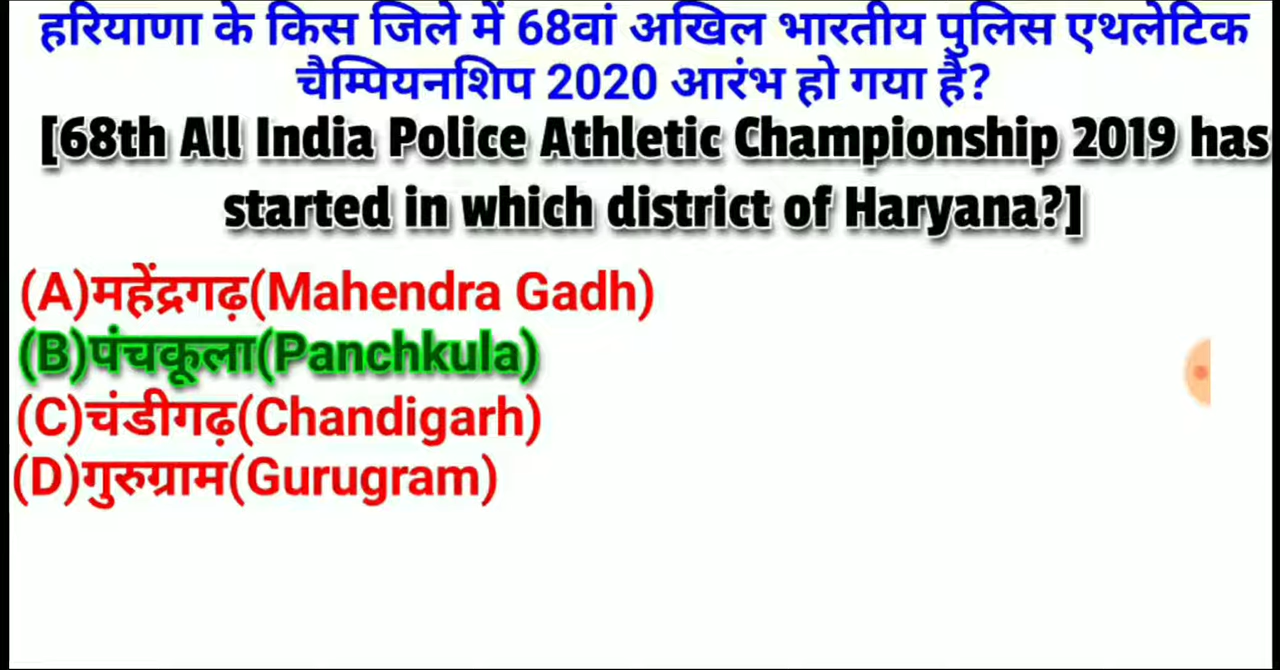 हरियाणा के किस जिले में 68वां अखिल भारतीय पुलिस एथलेटिक
चैम्पियनशिप 2020 आरंभ हो गया है?
[68th All India Police Athletic Championship 2019 has
started in which district of Haryana?]
(A)महेंद्रगढ़(Mahendra Gadh)
(B)पंचकूला(Panchkula)
(C)चंडीगढ़(Chandigarh)
(D)गुरुग्राम(Gurugram)